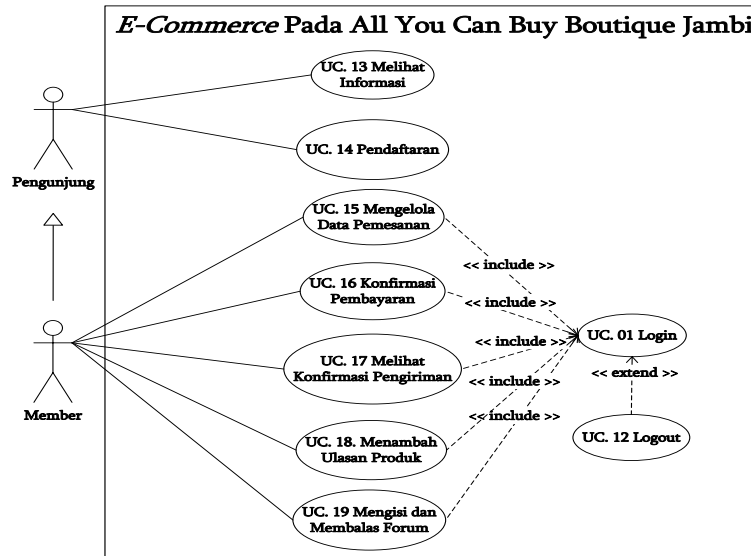 E-Commerce Pada All You Can Buy Boutique Jambi
UC. 13 Melihat
Informasi
UC. 14 Pendaftaran
Pengunjung
UC. 15 Mengelola
Data Pemesanan
<< include >>
UC. 16 Konfirmasi
Pembayaran
<< include >>
UC. 01 Login
UC. 17 Melihat
Konfirmasi Pengiriman
<< include >>
<< extend >>
<< include >>
Member
<< include >>
UC. 12 Logout
UC. 18. Menambah
Ulasan Produk
UC. 19 Mengisi dan
Membalas Forum